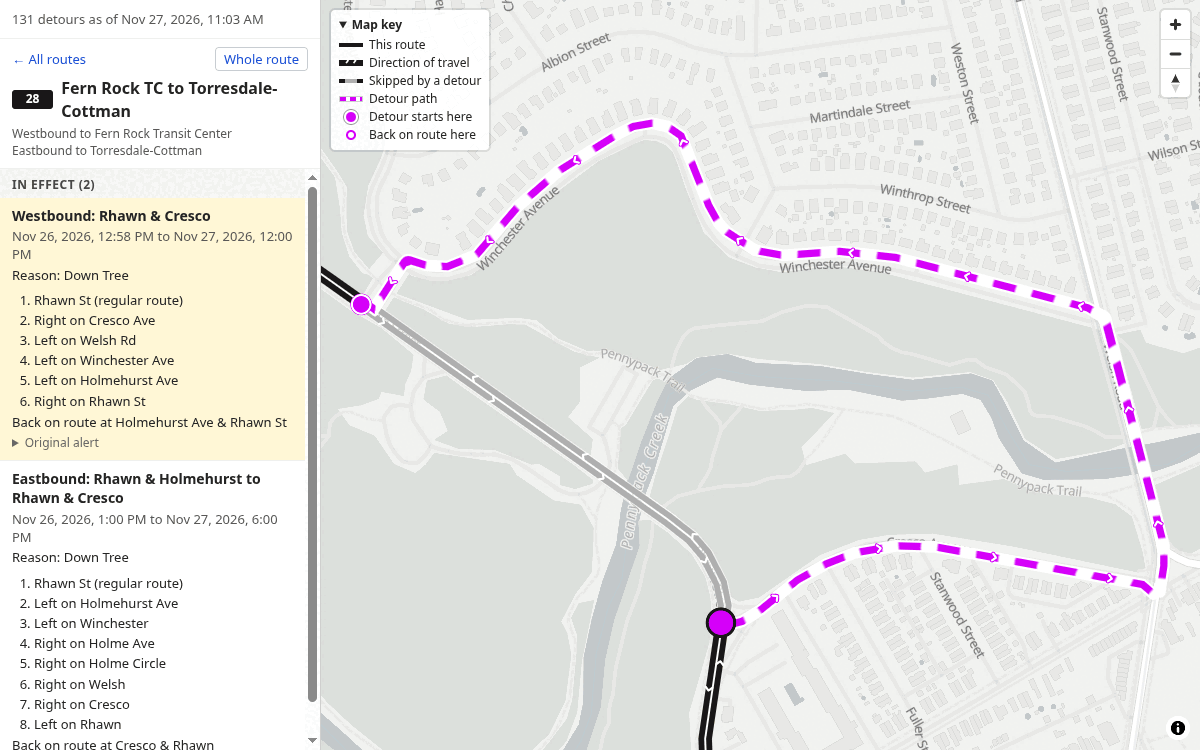 131 detours as of Nov 27, 2026, 11:03 AM
← All routes
Whole route
28
Fern Rock TC to Torresdale-
Cottman
Westbound to Fern Rock Transit Center
Eastbound to Torresdale-Cottman
IN EFFECT (2)
Westbound: Rhawn & Cresco
Nov 26, 2026, 12:58 PM to Nov 27, 2026, 12:00
PM
Reason: Down Tree
1. Rhawn St (regular route)
2. Right on Cresco Ave
3. Left on Welsh Rd
4. Left on Winchester Ave
5. Left on Holmehurst Ave
6. Right on Rhawn St
Back on route at Holmehurst Ave & Rhawn St
Original alert
Eastbound: Rhawn & Holmehurst to
Rhawn & Cresco
Nov 26, 2026, 1:00 PM to Nov 27, 2026, 6:00
PM
Reason: Down Tree
1. Rhawn St (regular route)
2. Left on Holmehurst Ave
3. Left on Winchester
4. Right on Holme Ave
5. Right on Holme Circle
6. Right on Welsh
7. Right on Cresco
8. Left on Rhawn
Back on route at Cresco & Rhawn
Map key
This route
Direction of travel
Skipped by a detour
Detour path
Detour starts here
Back on route here
Albion Street
Martindale Street
Weston Street
Stanwood Street
Wilson St
Winthrop Street
Winchester Avenue
Winchester Avenue
Pennypack Trail
Pennypack Creek
Pennypack Trail
Stanwood Street
Fuller St